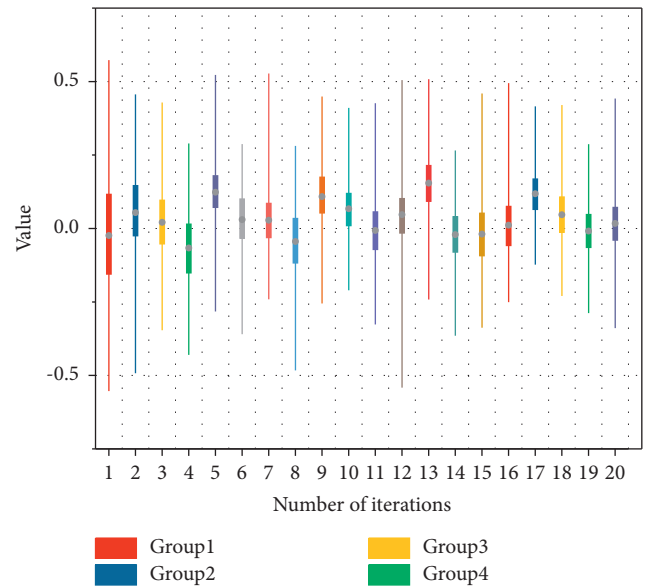 Value
0.5
0.0
-0.5
1 2 3 4 5 6 7 8 9 10 11 12 13 14 15 16 17 18 19 20
Number of iterations
Group1
Group3
Group2
Group4